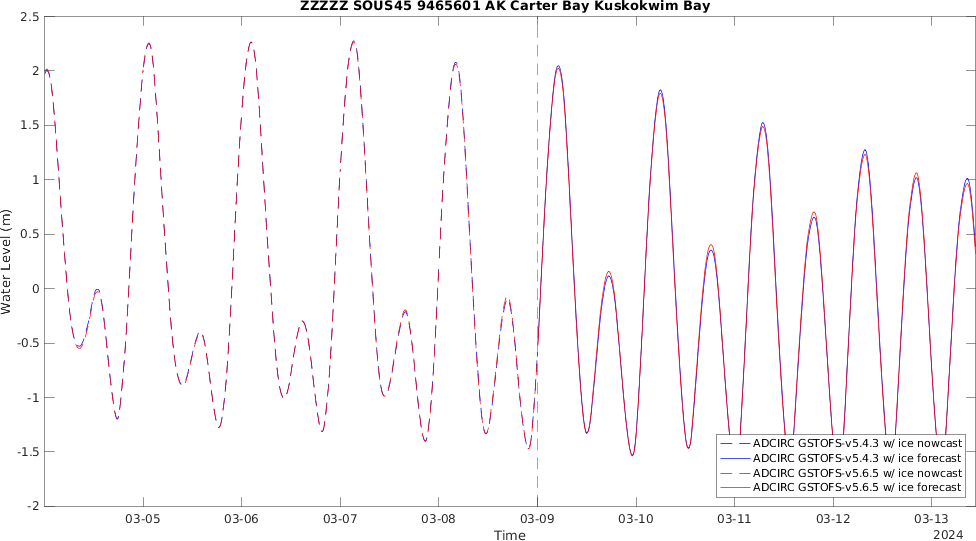 ZZZZZ SOUS45 9465601 AK Carter Bay Kuskokwim Bay
2.5
2
1.5
1
0.5
0
-0.5
-1
-1.5
-2
Water Level (m)
ADCIRC GSTOFS-v5.4.3 w/ ice nowcast
ADCIRC GSTOFS-v5.4.3 w/ ice forecast
ADCIRC GSTOFS-v5.6.5 w/ ice nowcast
ADCIRC GSTOFS-v5.6.5 w/ ice forecast
03-05 03-06 03-07 03-08 03-09 03-10 03-11 03-12 03-13
2024
Time